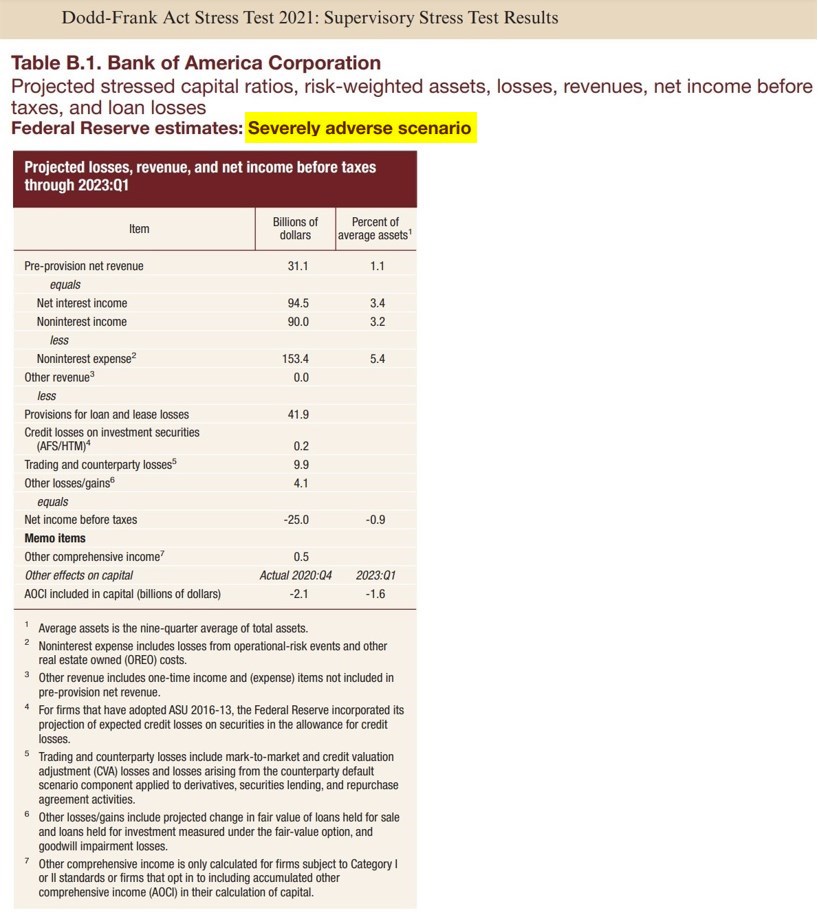 Dodd-Frank Act Stress Test 2021: Supervisory Stress Test Results
Table B.1. Bank of America Corporation
Projected stressed capital ratios, risk-weighted assets, losses, revenues, net income before
taxes, and loan losses
Federal Reserve estimates: Severely adverse scenario
Projected losses, revenue, and net income before taxes
through 2023:Q1
Item Billions of dollars Percent of average assets¹
Pre-provision net revenue 31.1 1.1
equals
Net interest income 94.5 3.4
Noninterest income 90.0 3.2
less
Noninterest expense² 153.4 5.4
Other revenue³ 0.0
less
Provisions for loan and lease losses 41.9
Credit losses on investment securities
(AFS/HTM)⁴ 0.2
Trading and counterparty losses⁵ 9.9
Other losses/gains⁶ 4.1
equals
Net income before taxes -25.0 -0.9
Memo items
Other comprehensive income⁷ 0.5
Other effects on capital Actual 2020:Q4 2023:Q1
AOCI included in capital (billions of dollars) -2.1 -1.6
¹ Average assets is the nine-quarter average of total assets.
² Noninterest expense includes losses from operational-risk events and other
real estate owned (OREO) costs.
³ Other revenue includes one-time income and (expense) items not included in
pre-provision net revenue.
⁴ For firms that have adopted ASU 2016-13, the Federal Reserve incorporated its
projection of expected credit losses on securities in the allowance for credit
losses.
⁵ Trading and counterparty losses include mark-to-market and credit valuation
adjustment (CVA) losses and losses arising from the counterparty default
scenario component applied to derivatives, securities lending, and repurchase
agreement activities.
⁶ Other losses/gains include projected change in fair value of loans held for sale
and loans held for investment measured under the fair-value option, and
goodwill impairment losses.
⁷ Other comprehensive income is only calculated for firms subject to Category I
or II standards or firms that opt in to including accumulated other
comprehensive income (AOCI) in their calculation of capital.